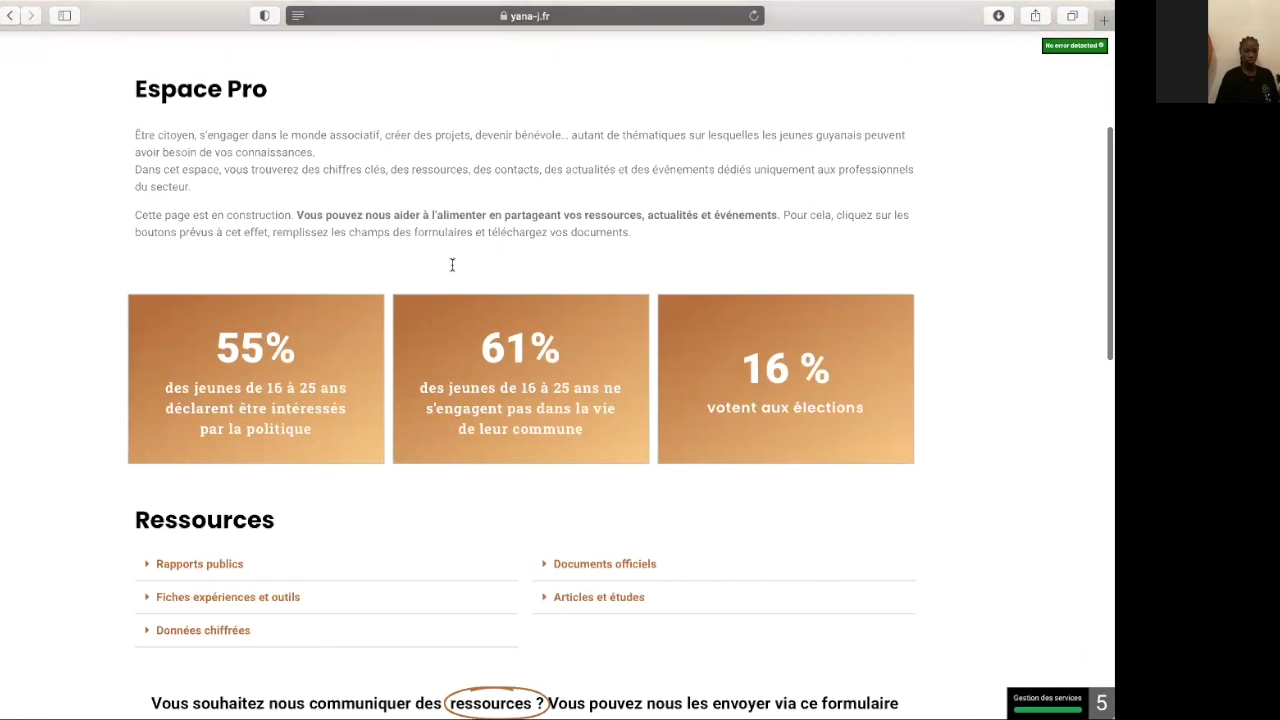 yana-j.fr
No error detected
Espace Pro
Être citoyen, s'engager dans le monde associatif, créer des projets, devenir bénévole... autant de thématiques sur lesquelles les jeunes guyanais peuvent
avoir besoin de vos connaissances.
Dans cet espace, vous trouverez des chiffres clés, des ressources, des contacts, des actualités et des événements dédiés uniquement aux professionnels
du secteur.
Cette page est en construction. Vous pouvez nous aider à l'alimenter en partageant vos ressources, actualités et événements. Pour cela, cliquez sur les
boutons prévus à cet effet, remplissez les champs des formulaires et téléchargez vos documents.
55%
des jeunes de 16 à 25 ans
déclarent être intéressés
par la politique
61%
des jeunes de 16 à 25 ans ne
s'engagent pas dans la vie
de leur commune
16 %
votent aux élections
Ressources
Rapports publics
Fiches expériences et outils
Données chiffrées
Documents officiels
Articles et études
Vous souhaitez nous communiquer des ressources ? Vous pouvez nous les envoyer via ce formulaire
Gestion des services
5